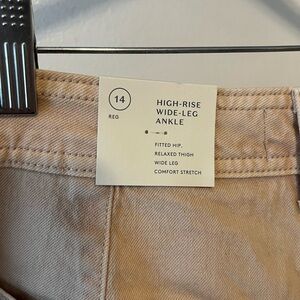 14
REG
HIGH-RISE
WIDE-LEG
ANKLE
FITTED HIP,
RELAXED THIGH
WIDE LEG
COMFORT STRETCH